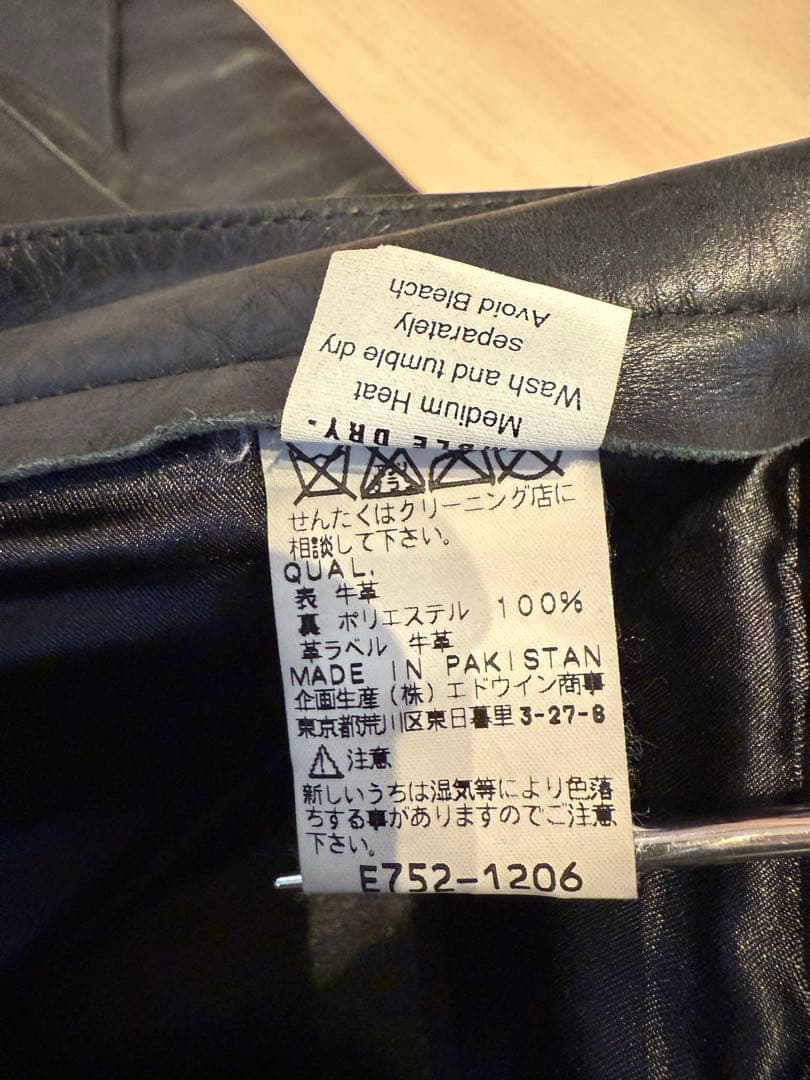 Medium Heat
Wash and tumble dry
separately
Avoid Bleach
BLE DRY.
せんたくはクリーニング店に
相談して下さい。
QUAL.
表 牛革
裏 ポリエステル 100%
革ラベル 牛革
MADE IN PAKISTAN
企画生産(株)エドウイン商事
東京都荒川区東日暮里3-27-6
注意
新しいうちは湿気等により色落
ちする事がありますのでご注意
下さい。
E752-1206